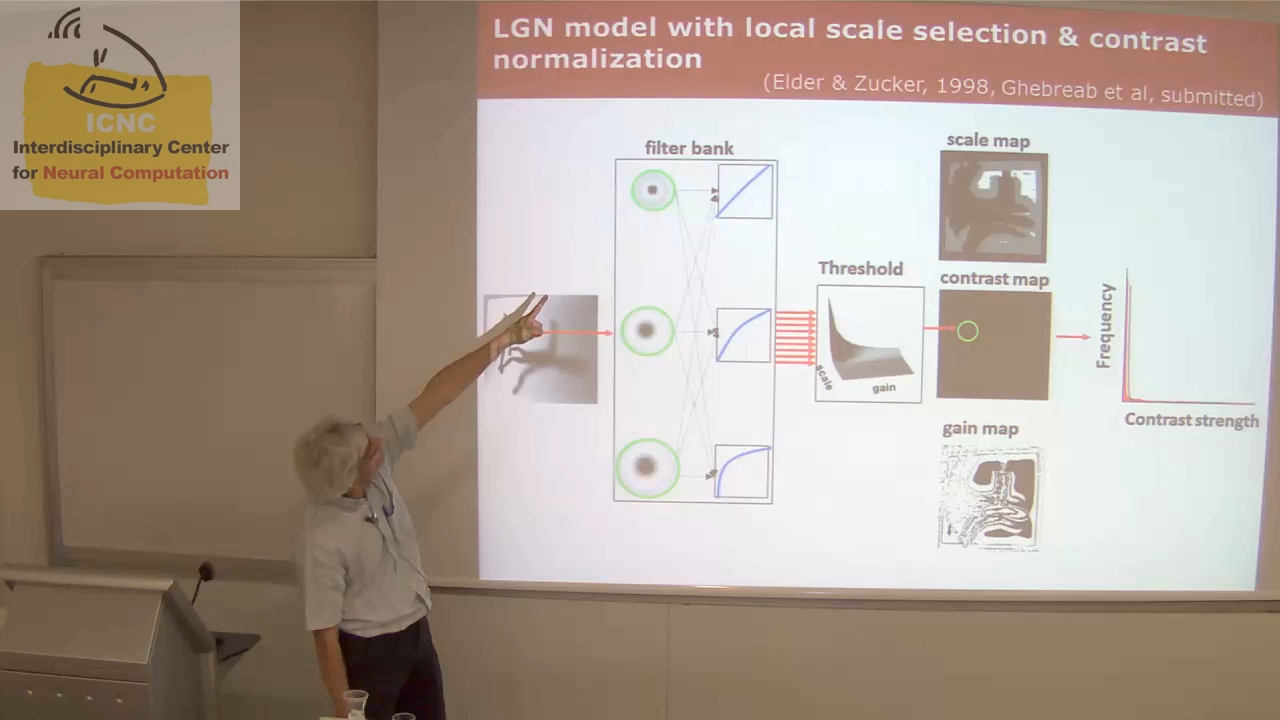 ICNC
Interdisciplinary Center
for Neural Computation
LGN model with local scale selection & contrast
normalization
(Elder & Zucker, 1998, Ghebreab et al, submitted)
filter bank
scale map
Threshold
contrast map
scale
gain
Frequency
Contrast strength
gain map